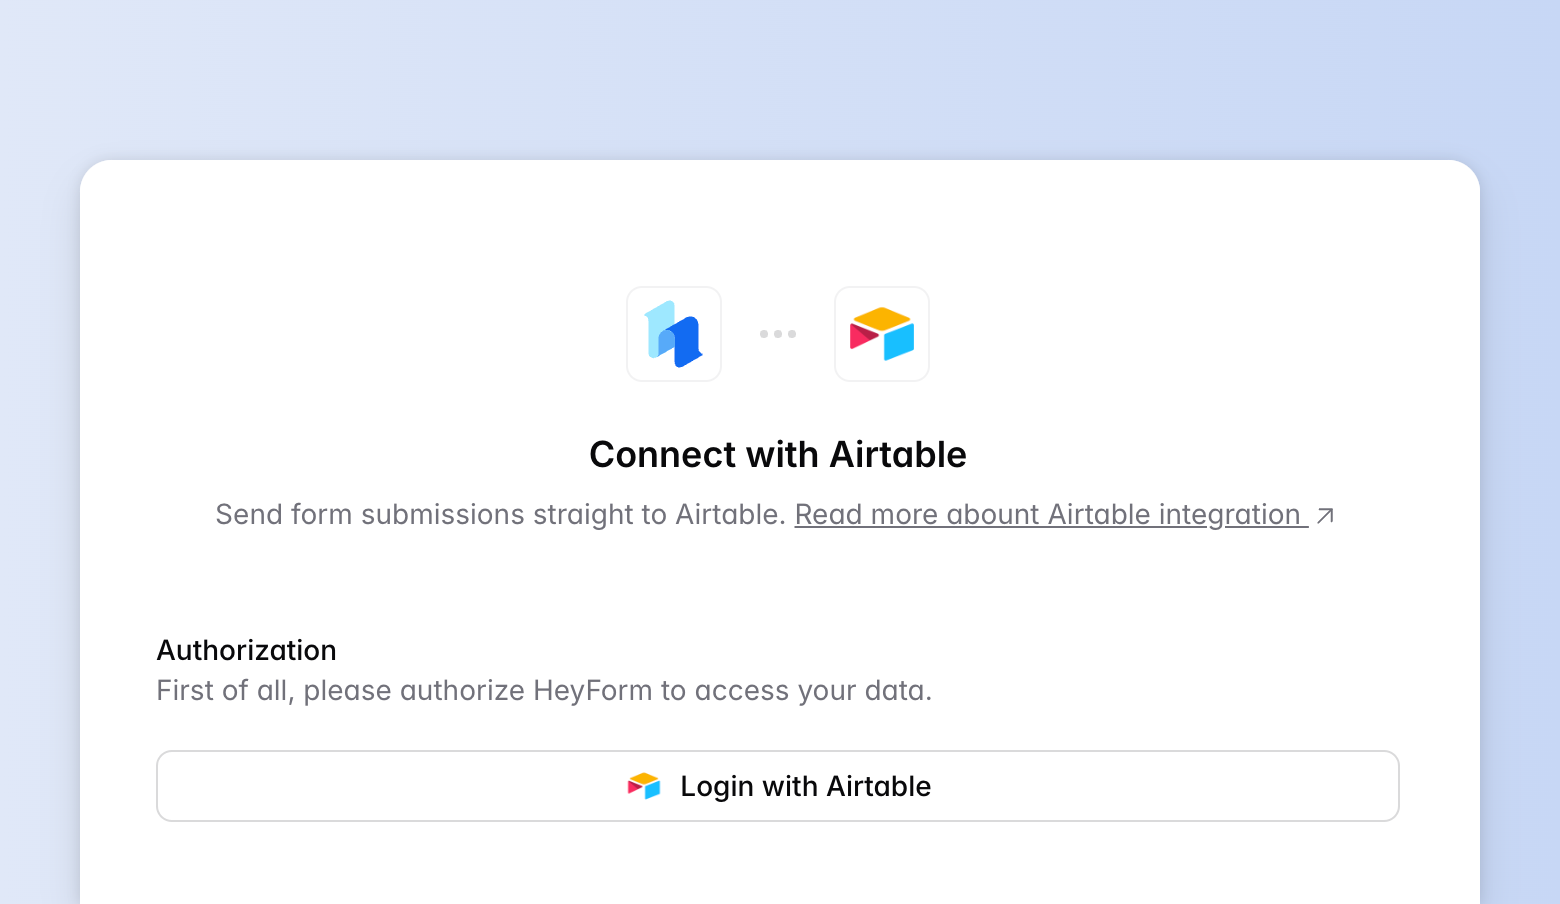 Connect with Airtable
Send form submissions straight to Airtable. Read more abount Airtable integration
Authorization
First of all, please authorize HeyForm to access your data.
Login with Airtable